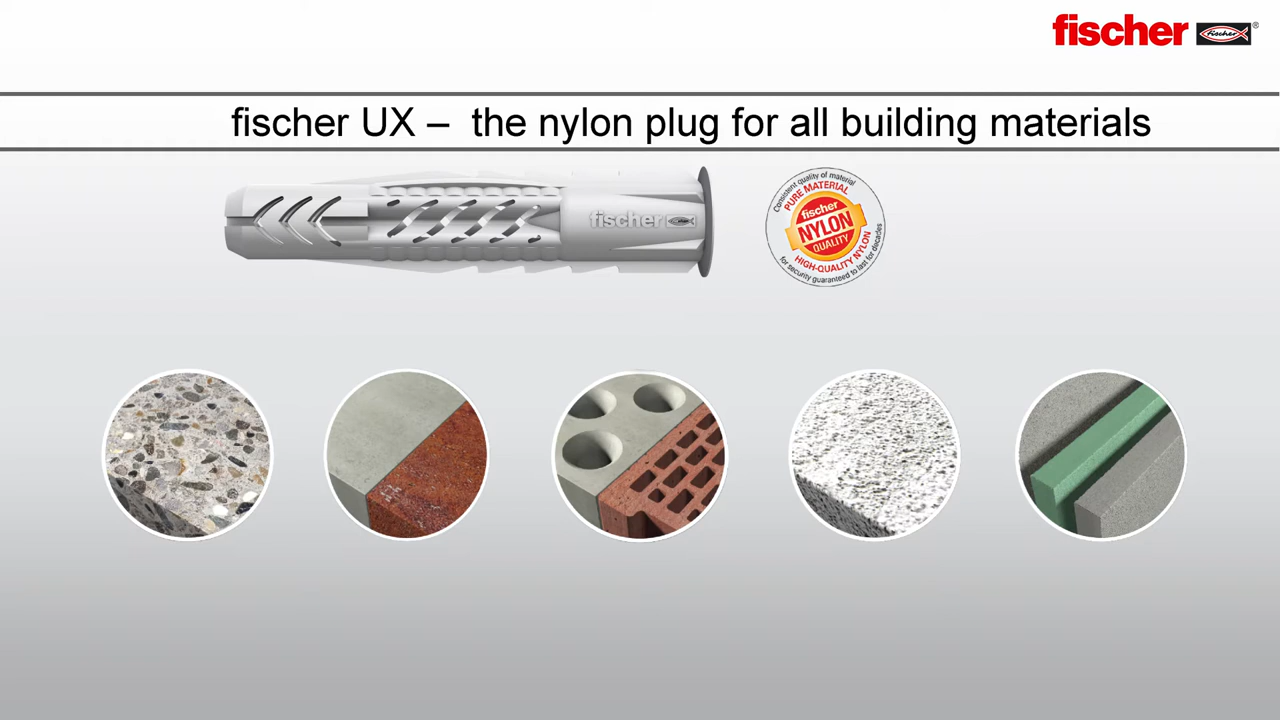 fischer fischer®
fischer UX – the nylon plug for all building materials
fischer
Consistent quality of material
PURE MATERIAL
fischer
NYLON
QUALITY
HIGH-QUALITY NYLON
for security guaranteed to last for decades